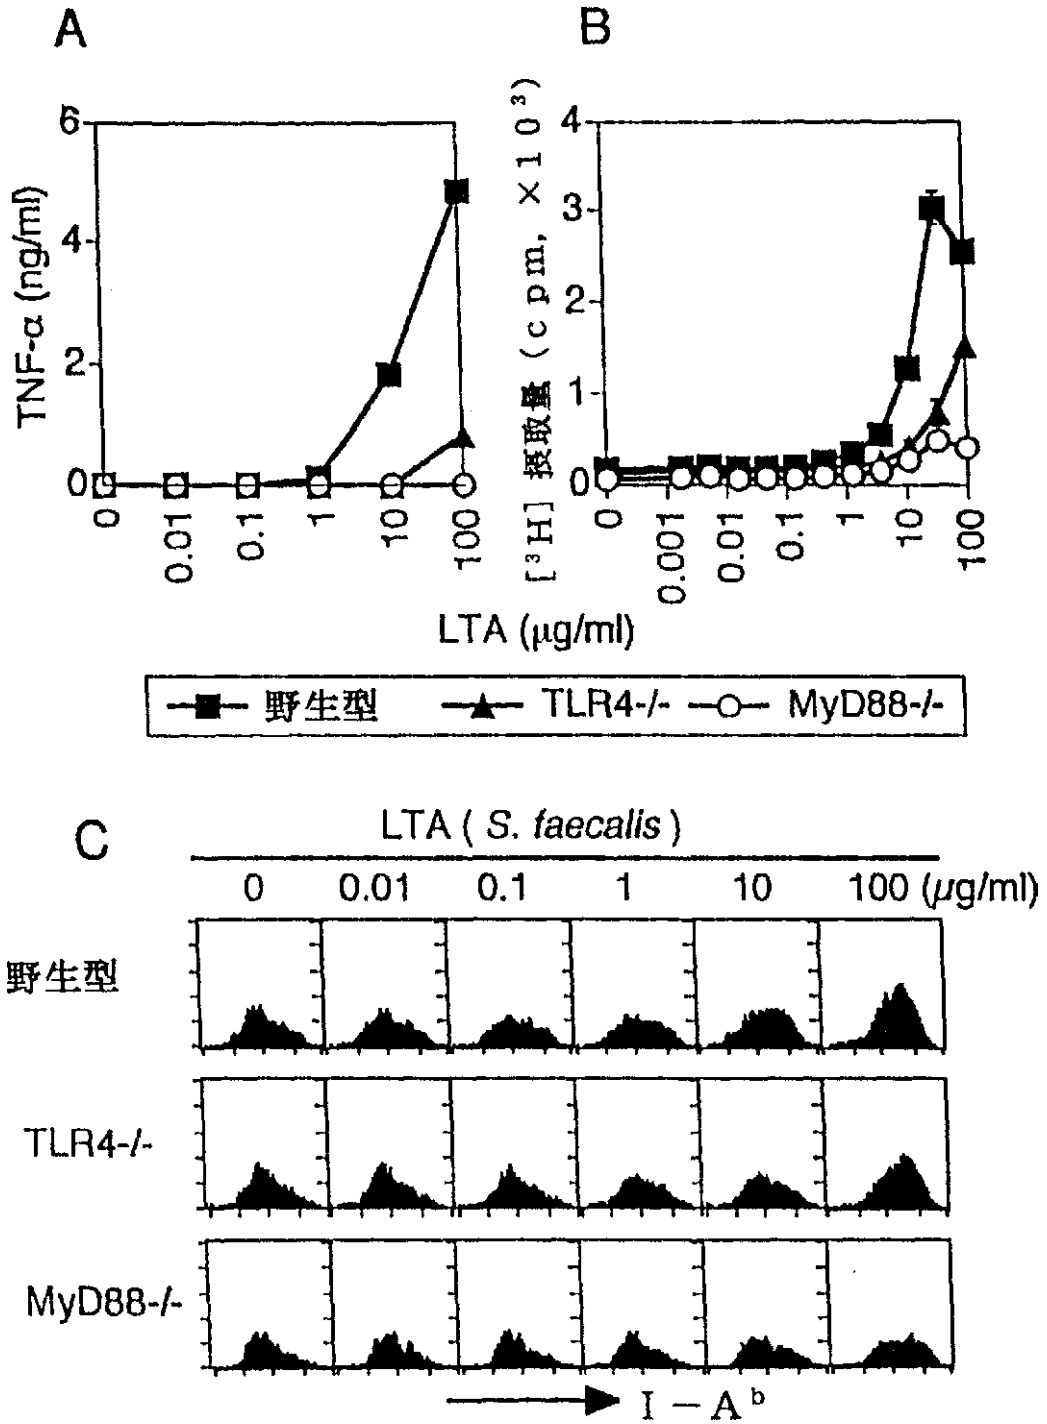 A
B
TNF-α (ng/ml)
6
4
2
0
0
0.01
0.1
1
10
100
[³H] 摂取量 (cpm, ×10³)
4
3
2
1
0
0
0.001
0.01
0.1
1
10
100
LTA (μg/ml)
野生型 TLR4-/- MyD88-/-
C
LTA ( S. faecalis )
0 0.01 0.1 1 10 100 (μg/ml)
野生型
TLR4-/-
MyD88-/-
I－Aᵇ